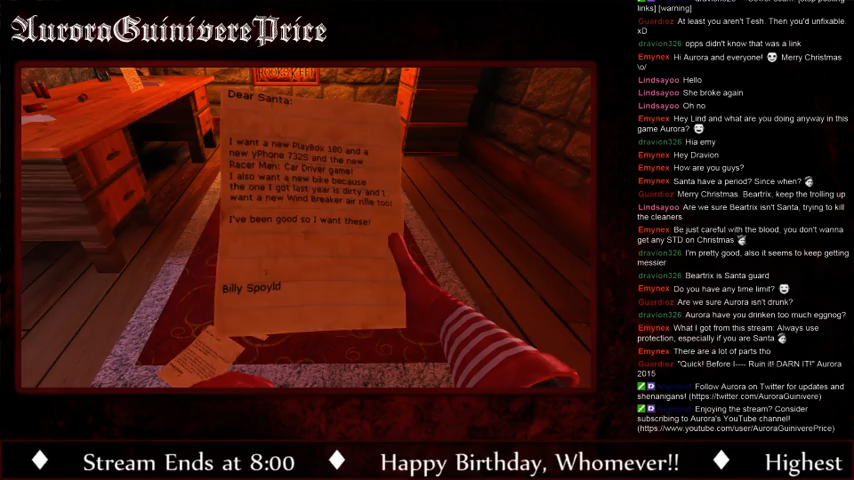 AuroraGuiniverePrice
Dear Santa:
I want a new PlayBox 180 and a
new yPhone 732S and the new
Racer Men: Car Driver game!
I also want a new bike because
the one I got last year is dirty and I
want a new Wind Breaker air rifle too!
I've been good so I want these!
Billy Spoyld
links] [warning]
Guardioz At least you aren't Tesh. Then you'd unfixable.
xD
dravion326 opps didn't know that was a link
Emynex Hi Aurora and everyone! Merry Christmas
\o/
Lindsayoo Hello
Lindsayoo She broke again
Lindsayoo Oh no
Emynex Hey Lind and what are you doing anyway in this
game Aurora?
dravion326 Hia emy
Emynex Hey Dravion
Emynex How are you guys?
Emynex Santa have a period? Since when?
Guardioz Merry Christmas. Beartrix, keep the trolling up.
Lindsayoo Are we sure Beartrix isn't Santa, trying to kill
the cleaners
Emynex Be just careful with the blood, you don't wanna
get any STD on Christmas
dravion326 I'm pretty good, also it seems to keep getting
messier
dravion326 Beartrix is Santa guard
Emynex Do you have any time limit?
Guardioz Are we sure Aurora isn't drunk?
dravion326 Aurora have you drinken too much eggnog?
Emynex What I got from this stream: Always use
protection, especially if you are Santa
Emynex There are a lot of parts tho
Guardioz "Quick! Before I---- Ruin it! DARN IT!" Aurora
2015
Follow Aurora on Twitter for updates and
shenanigans! (https://twitter.com/AuroraGuinivere)
Enjoying the stream? Consider
subscribing to Aurora's YouTube channel!
(https://www.youtube.com/user/AuroraGuiniverePrice)
Stream Ends at 8:00 Happy Birthday, Whomever!! Highest